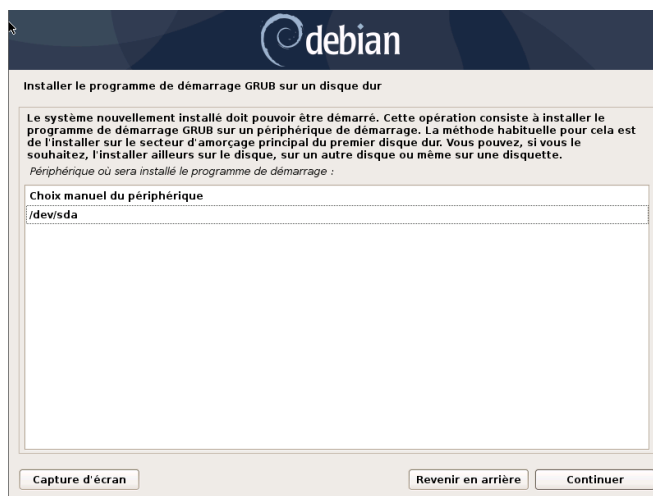 debian
Installer le programme de démarrage GRUB sur un disque dur
Le système nouvellement installé doit pouvoir être démarré. Cette opération consiste à installer le
programme de démarrage GRUB sur un périphérique de démarrage. La méthode habituelle pour cela est
de l'installer sur le secteur d'amorçage principal du premier disque dur. Vous pouvez, si vous le
souhaitez, l'installer ailleurs sur le disque, sur un autre disque ou même sur une disquette.
Périphérique où sera installé le programme de démarrage :
Choix manuel du périphérique
/dev/sda
Capture d'écran
Revenir en arrière
Continuer